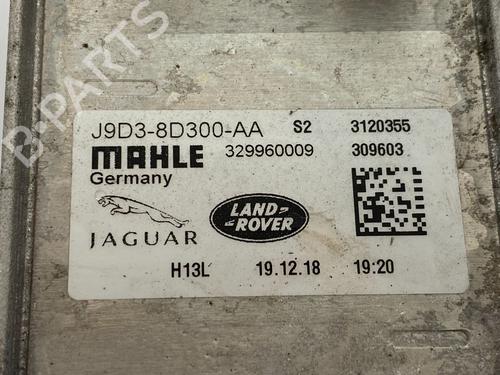 J9D3-8D300-AA S2 3120355
MAHLE 329960009 309603
Germany
JAGUAR LAND-ROVER
H13L 19.12.18 19:20
B-PARTS